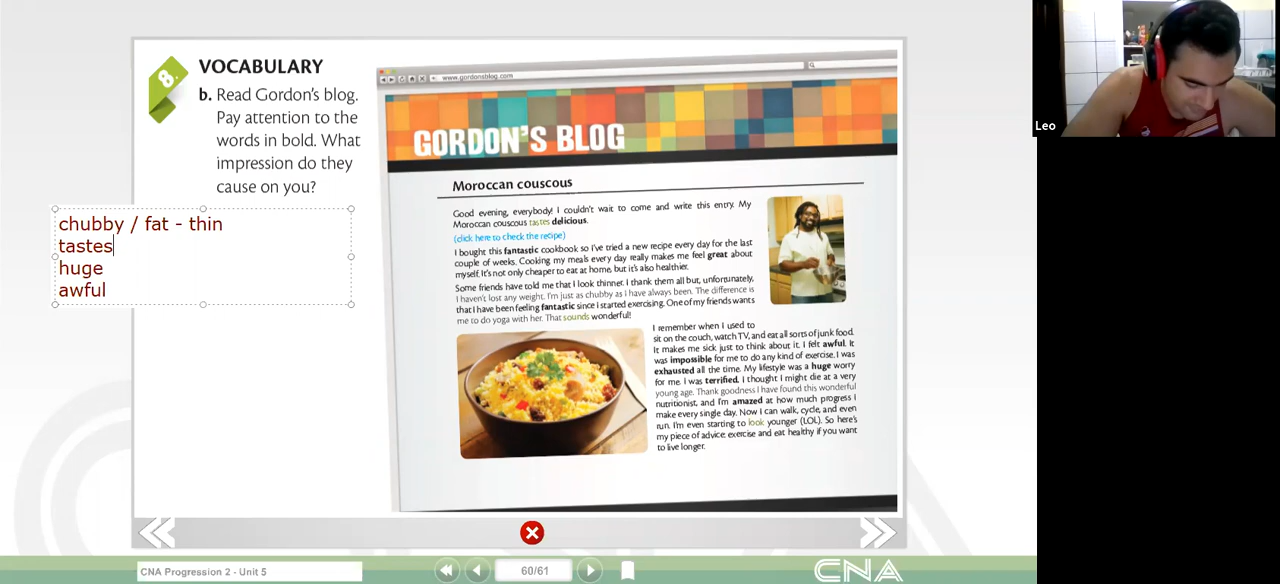 8. VOCABULARY
b. Read Gordon's blog.
Pay attention to the
words in bold. What
impression do they
cause on you?
chubby / fat - thin
tastes
huge
awful
www.gordonsblog.com
GORDON'S BLOG
Moroccan couscous
Good evening, everybody! I couldn't wait to come and write this entry. My
Moroccan couscous tastes delicious.
(click here to check the recipe)
I bought this fantastic cookbook so I've tried a new recipe every day for the last
couple of weeks. Cooking my meals every day really makes me feel great about
myself. It's not only cheaper to eat at home, but it's also healthier.
Some friends have told me that I look thinner. I thank them all but, unfortunately,
I haven't lost any weight. I'm just as chubby as I have always been. The difference is
that I have been feeling fantastic since I started exercising. One of my friends wants
me to do yoga with her. That sounds wonderful!
I remember when I used to
sit on the couch, watch TV, and eat all sorts of junk food.
It makes me sick just to think about it. I felt awful. It
was impossible for me to do any kind of exercise. I was
exhausted all the time. My lifestyle was a huge worry
for me. I was terrified. I thought I might die at a very
young age. Thank goodness I have found this wonderful
nutritionist, and I'm amazed at how much progress I
make every single day. Now I can walk, cycle, and even
run. I'm even starting to look younger (LOL). So here's
my piece of advice: exercise and eat healthy if you want
to live longer.
Leo
CNA Progression 2 - Unit 5
60/61
CNA